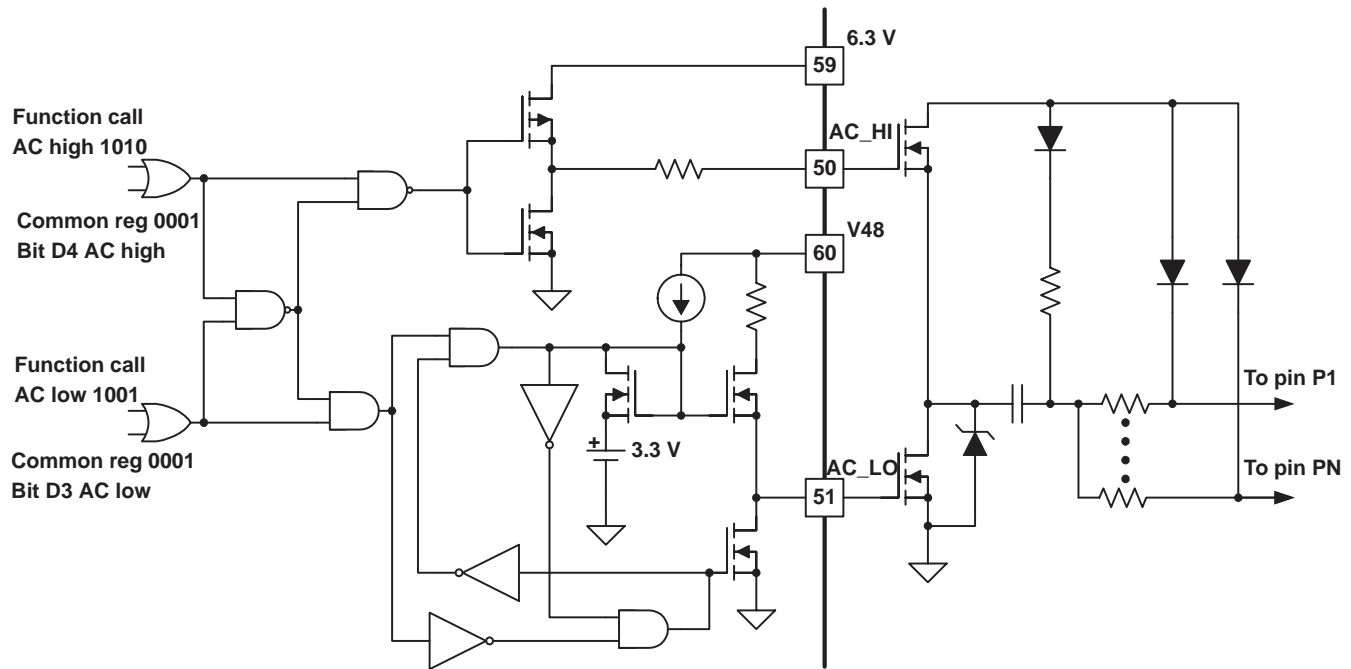 6.3 V
59
Function call
AC high 1010
AC_HI
50
Common reg 0001
Bit D4 AC high
V48
60
Function call
AC low 1001
To pin P1
+
3.3 V
Common reg 0001
Bit D3 AC low
AC_LO
51
To pin PN